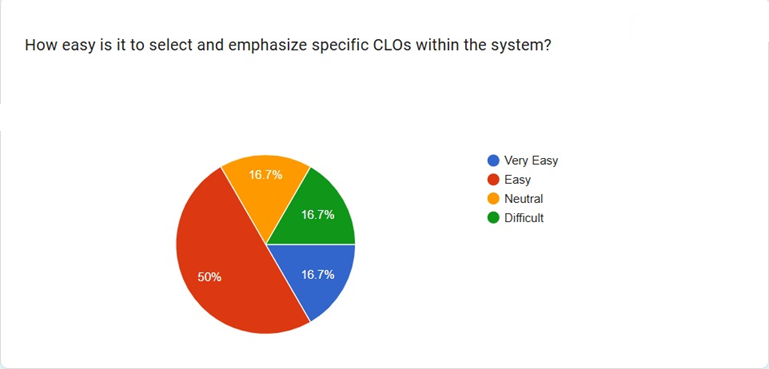 How easy is it to select and emphasize specific CLOs within the system?
16.7%
16.7%
50%
16.7%
Very Easy
Easy
Neutral
Difficult